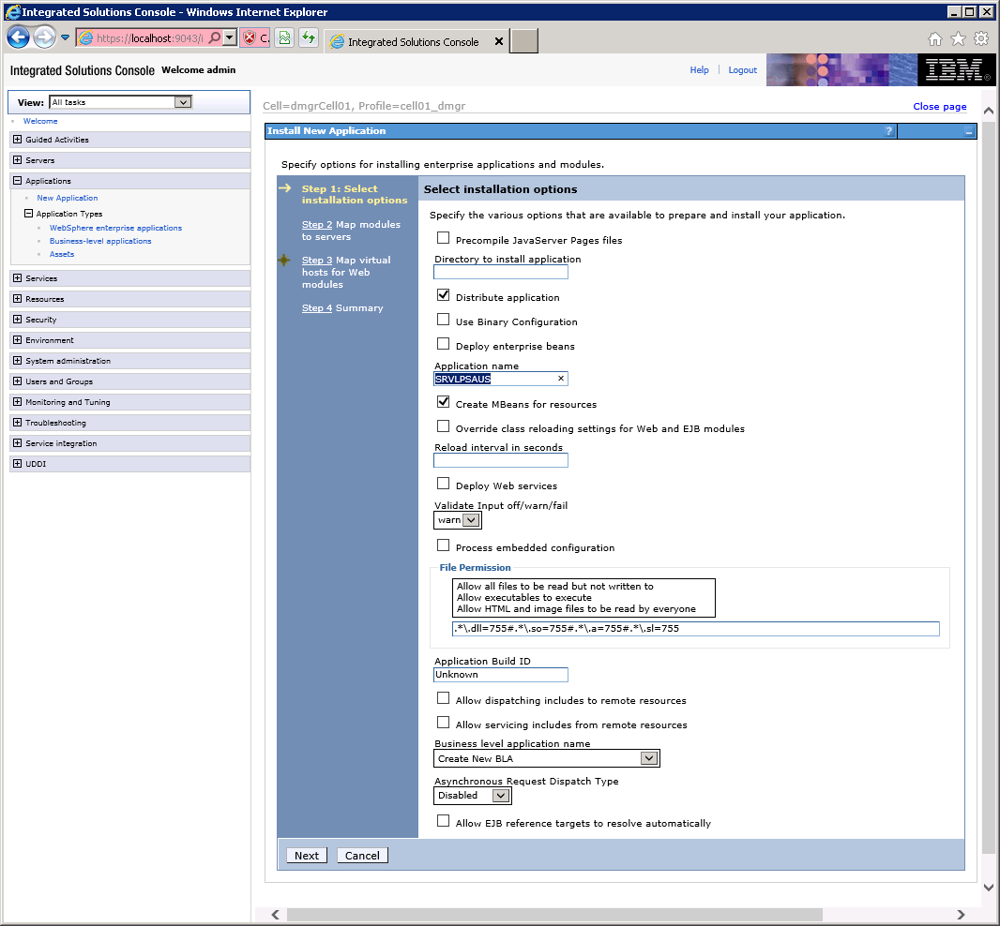 Integrated Solutions Console - Windows Internet Explorer
https://localhost:9043/i
C.
Integrated Solutions Console
Integrated Solutions Console Welcome admin
Help
Logout
IBM
View: All tasks
Welcome
Guided Activities
Servers
Applications
New Application
Application Types
WebSphere enterprise applications
Business-level applications
Assets
Services
Resources
Security
Environment
System administration
Users and Groups
Monitoring and Tuning
Troubleshooting
Service integration
UDDI
Cell=dmgrCell01, Profile=cell01_dmgr
Close page
Install New Application
?
Specify options for installing enterprise applications and modules.
Step 1: Select
installation options
Step 2 Map modules
to servers
Step 3 Map virtual
hosts for Web
modules
Step 4 Summary
Select installation options
Specify the various options that are available to prepare and install your application.
Precompile JavaServer Pages files
Directory to install application
Distribute application
Use Binary Configuration
Deploy enterprise beans
Application name
SRVLPSAUS
Create MBeans for resources
Override class reloading settings for Web and EJB modules
Reload interval in seconds
Deploy Web services
Validate Input off/warn/fail
warn
Process embedded configuration
File Permission
Allow all files to be read but not written to
Allow executables to execute
Allow HTML and image files to be read by everyone
.*\.dll=755#.*\.so=755#.*\.a=755#.*\.sl=755
Application Build ID
Unknown
Allow dispatching includes to remote resources
Allow servicing includes from remote resources
Business level application name
Create New BLA
Asynchronous Request Dispatch Type
Disabled
Allow EJB reference targets to resolve automatically
Next
Cancel